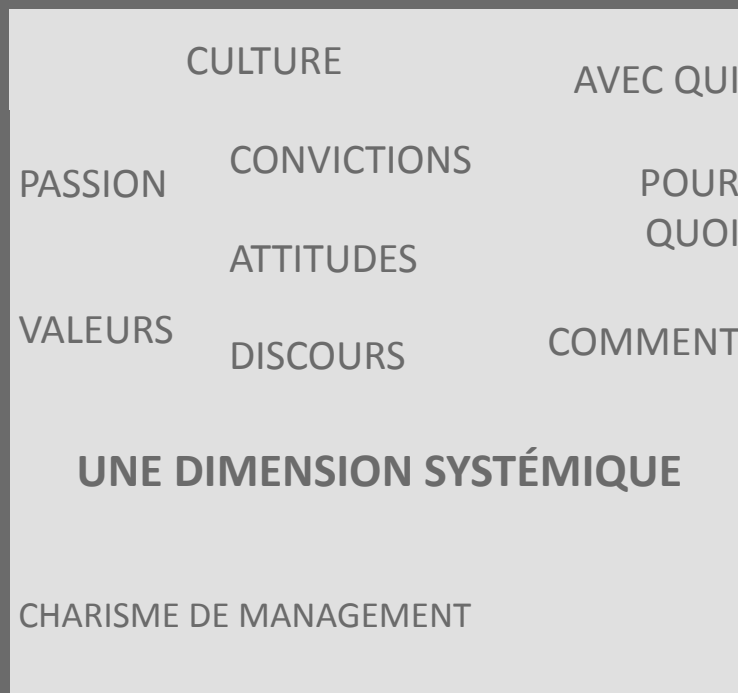 CULTURE
AVEC QUI
CONVICTIONS
PASSION
POUR
QUOI
ATTITUDES
VALEURS
DISCOURS
COMMENT
UNE DIMENSION SYSTÉMIQUE
CHARISME DE MANAGEMENT